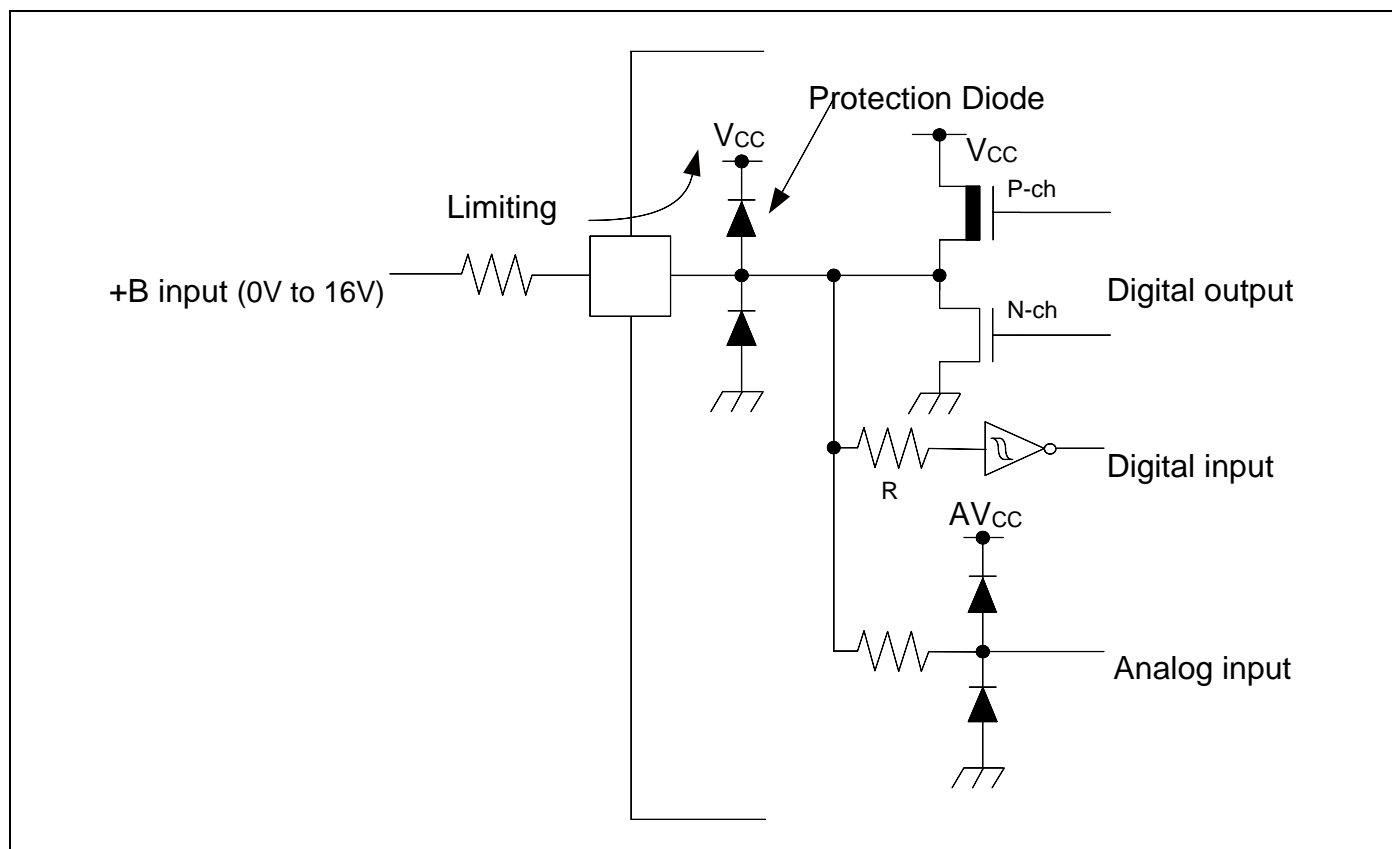 Protection Diode
VCC
VCC
P-ch
Limiting
+B input (0V to 16V)
Digital output
N-ch
Digital input
R
AVCC
Analog input